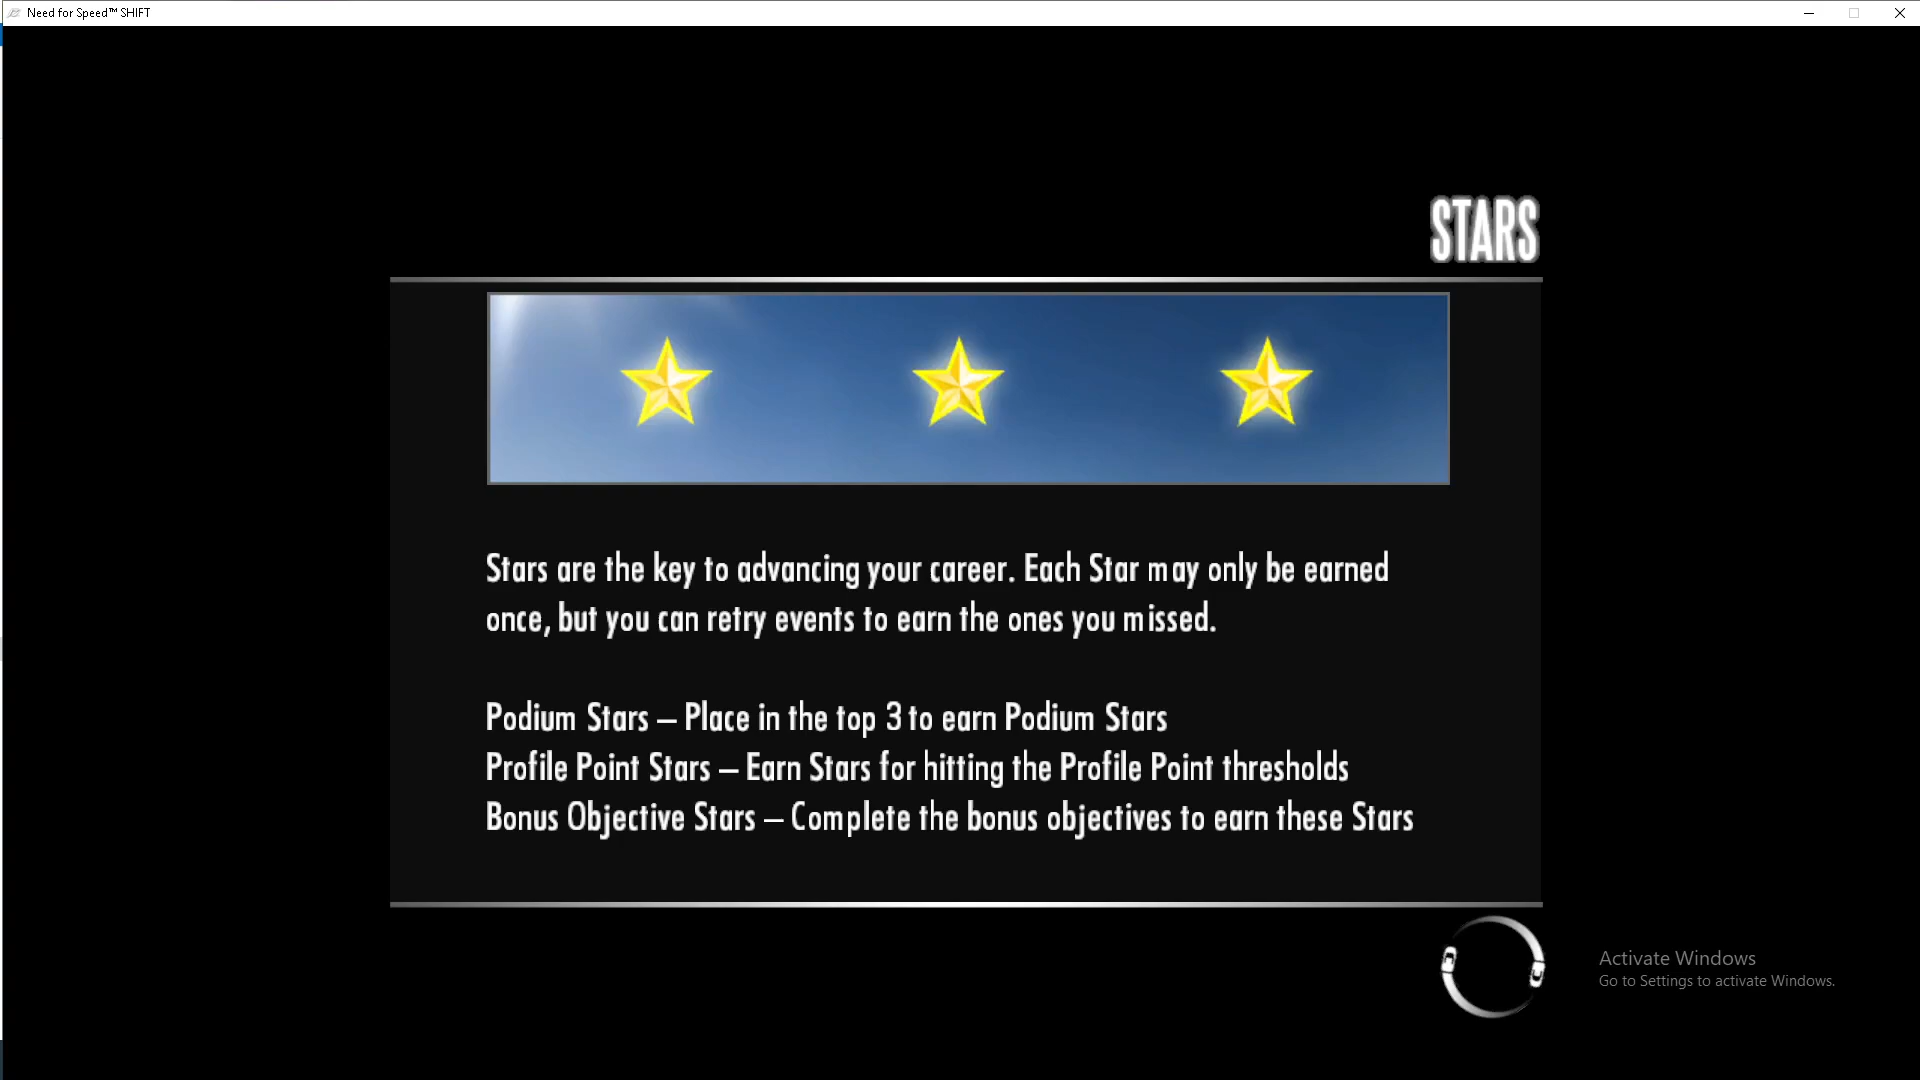 Need for Speed™ SHIFT
STARS
Stars are the key to advancing your career. Each Star may only be earned
once, but you can retry events to earn the ones you missed.
Podium Stars – Place in the top 3 to earn Podium Stars
Profile Point Stars – Earn Stars for hitting the Profile Point thresholds
Bonus Objective Stars – Complete the bonus objectives to earn these Stars
Activate Windows
Go to Settings to activate Windows.